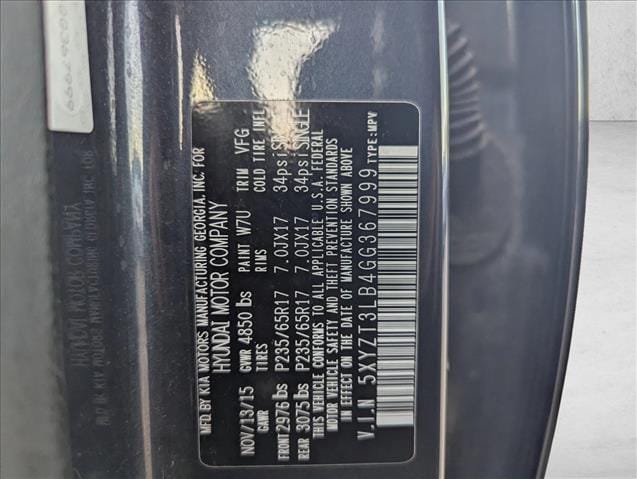 MFD BY KIA MOTORS MANUFACTURING GEORGIA, INC. FOR
HYUNDAI MOTOR COMPANY
NOV/13/15 GVWR 4850 lbs PAINT W7U TRIM VFG
GAWR TIRES RIMS COLD TIRE INFL
FRONT 2976 lbs P235/65R17 7.0JX17 34psi SINGLE
REAR 3075 lbs P235/65R17 7.0JX17 34psi SINGLE
THIS VEHICLE CONFORMS TO ALL APPLICABLE U.S.A. FEDERAL
MOTOR VEHICLE SAFETY AND THEFT PREVENTION STANDARDS
IN EFFECT ON THE DATE OF MANUFACTURE SHOWN ABOVE
V.I.N 5XYZT3LB4GG367999 TYPE:MPV